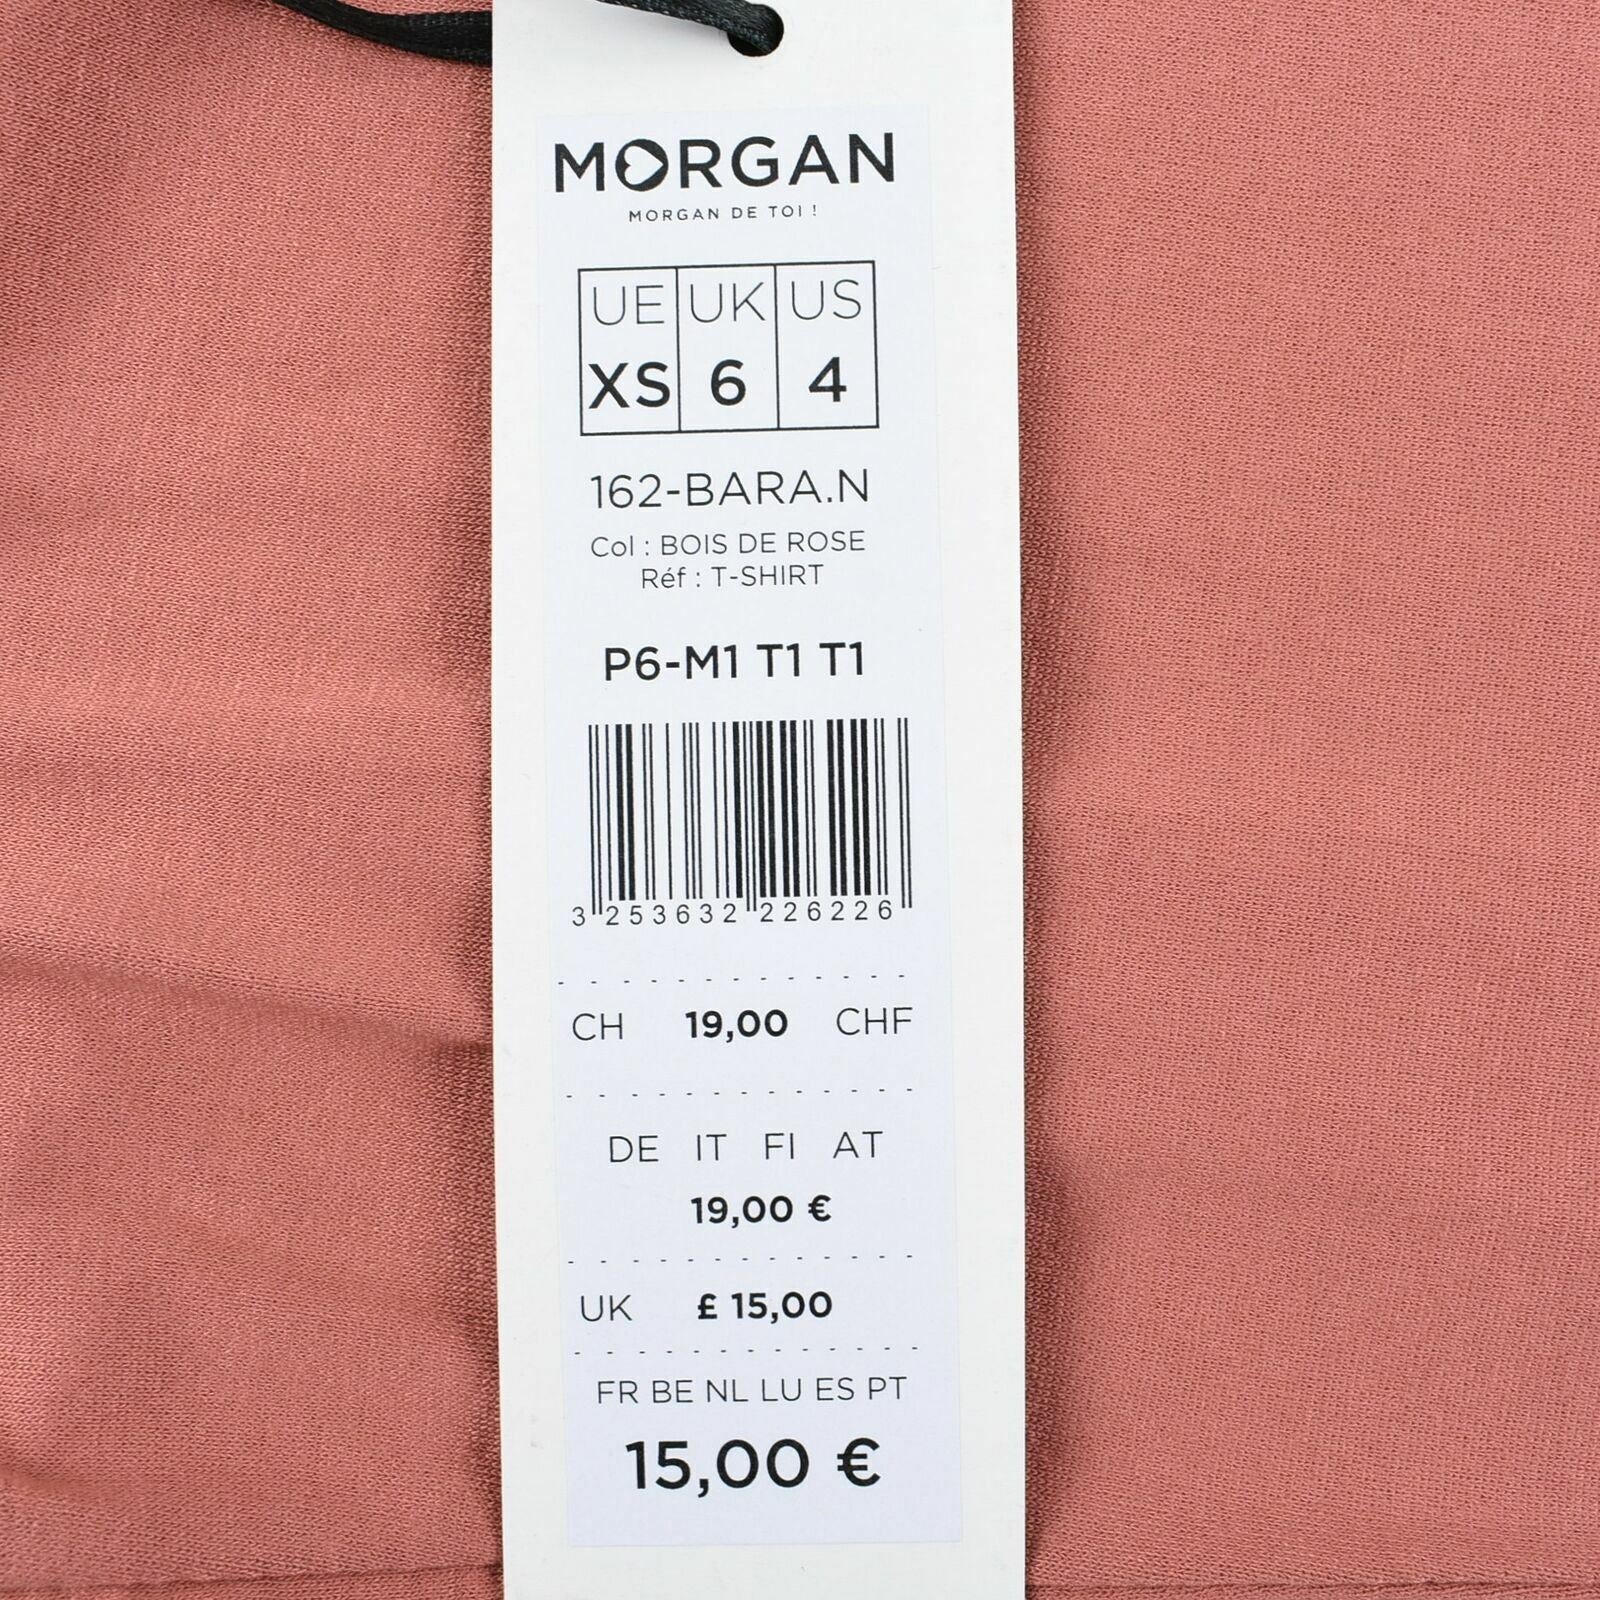 MORGAN
MORGAN DE TOI !
UE UK US
XS 6 4
162-BARA.N
Col : BOIS DE ROSE
Réf : T-SHIRT
P6-M1 T1 T1
3 253632 226226
CH 19,00 CHF
DE IT FI AT
19,00 €
UK £ 15,00
FR BE NL LU ES PT
15,00 €